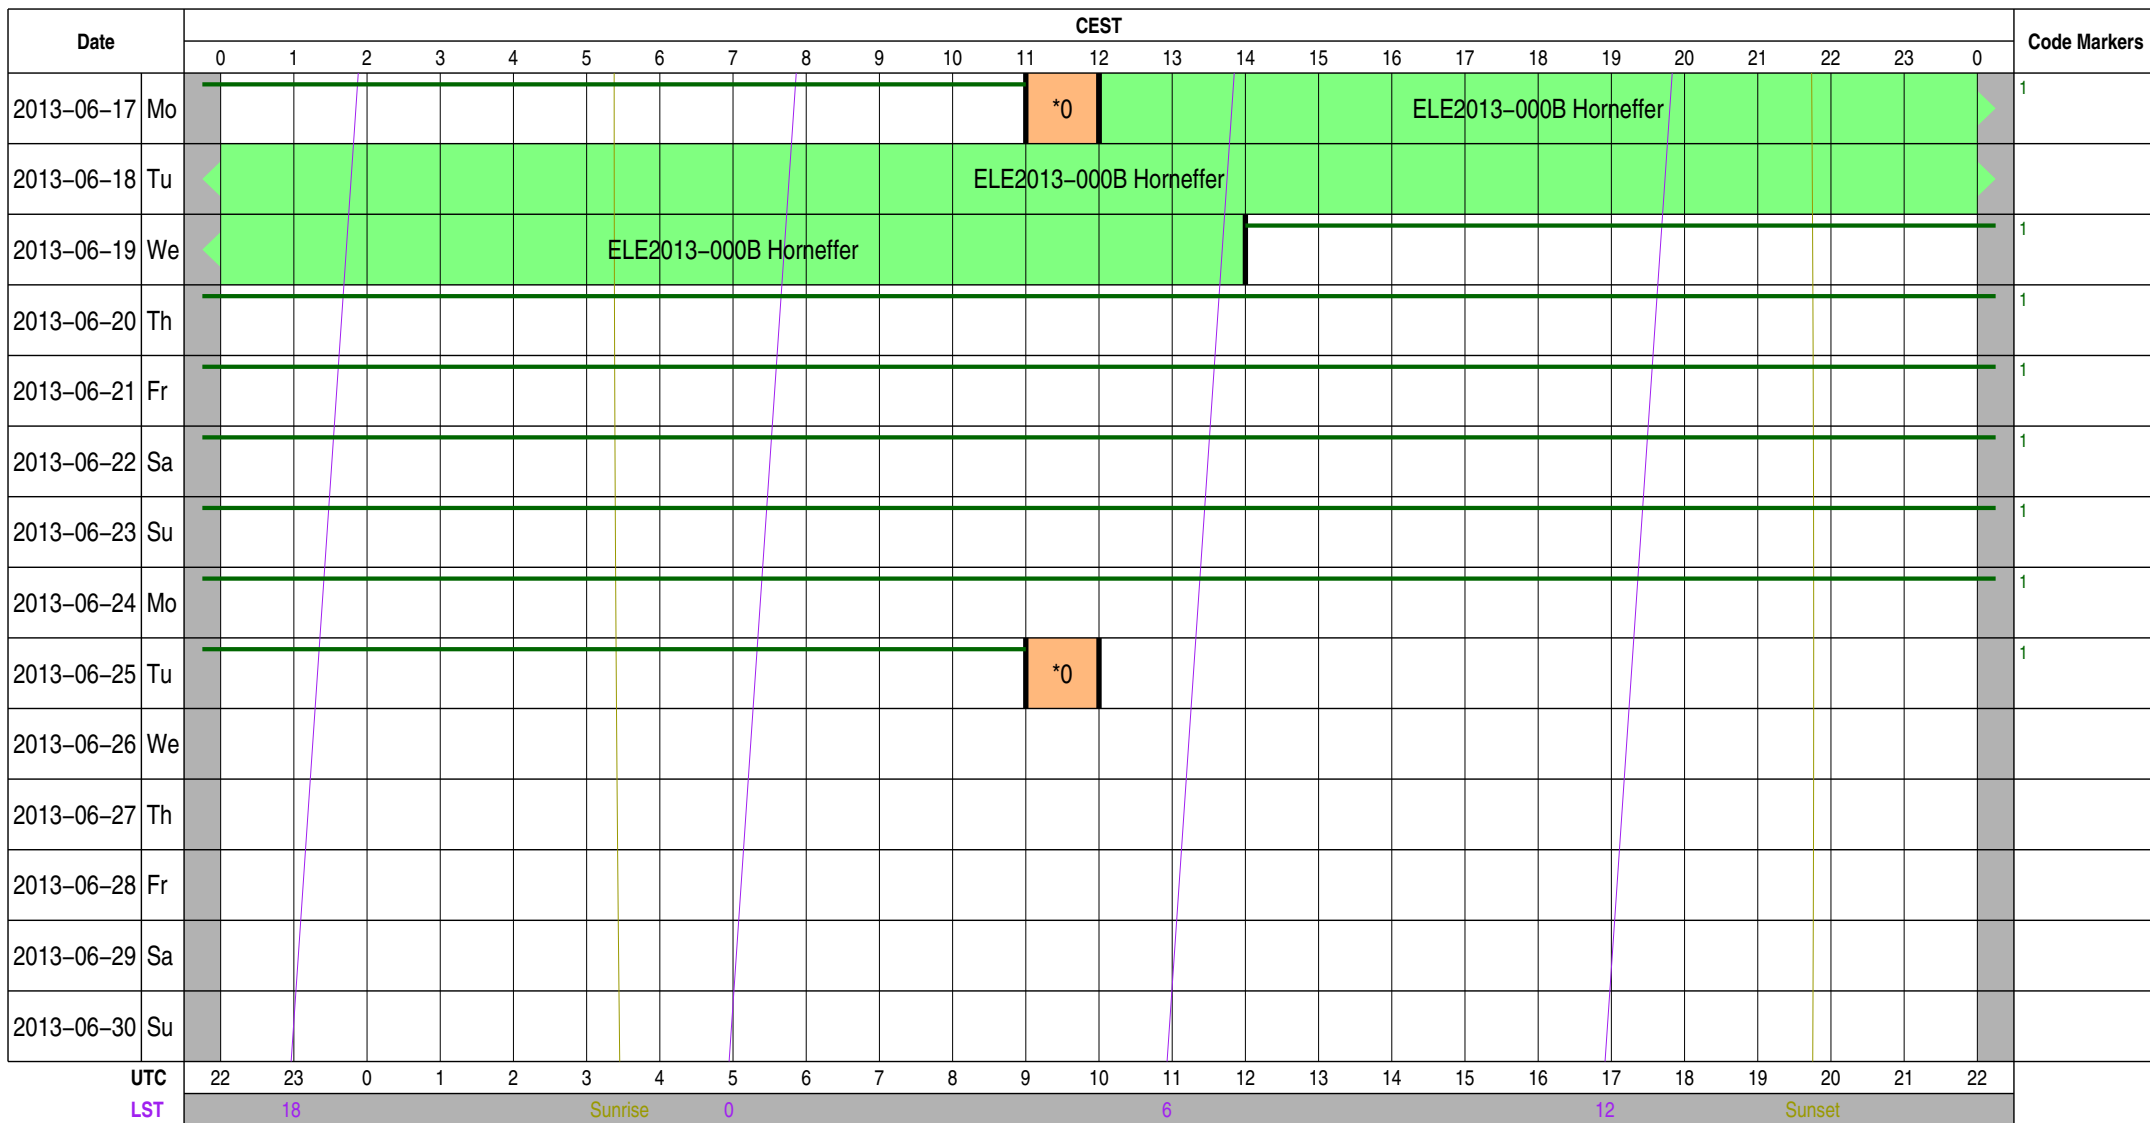 Date CEST Code Markers
0 1 2 3 4 5 6 7 8 9 10 11 12 13 14 15 16 17 18 19 20 21 22 23 0
2013−06−17 Mo *0 ELE2013−000B Horneffer 1
2013−06−18 Tu ELE2013−000B Horneffer
2013−06−19 We ELE2013−000B Horneffer 1
2013−06−20 Th 1
2013−06−21 Fr 1
2013−06−22 Sa 1
2013−06−23 Su 1
2013−06−24 Mo 1
2013−06−25 Tu *0 1
2013−06−26 We
2013−06−27 Th
2013−06−28 Fr
2013−06−29 Sa
2013−06−30 Su
UTC 22 23 0 1 2 3 4 5 6 7 8 9 10 11 12 13 14 15 16 17 18 19 20 21 22
LST 18 Sunrise 0 6 12 Sunset